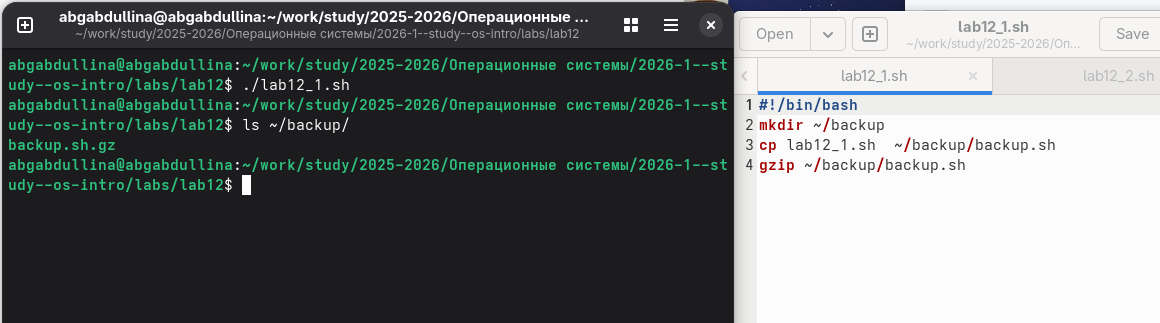 abgabdullina@abgabdullina:~/work/study/2025-2026/Операционные ...
~/work/study/2025-2026/Операционные системы/2026-1--study--os-intro/labs/lab12
abgabdullina@abgabdullina:~/work/study/2025-2026/Операционные системы/2026-1--st
udy--os-intro/labs/lab12$ ./lab12_1.sh
abgabdullina@abgabdullina:~/work/study/2025-2026/Операционные системы/2026-1--st
udy--os-intro/labs/lab12$ ls ~/backup/
backup.sh.gz
abgabdullina@abgabdullina:~/work/study/2025-2026/Операционные системы/2026-1--st
udy--os-intro/labs/lab12$
Open
lab12_1.sh
~/work/study/2025-2026/Оп...
Save
lab12_1.sh
lab12_2.sh
1 #!/bin/bash
2 mkdir ~/backup
3 cp lab12_1.sh  ~/backup/backup.sh
4 gzip ~/backup/backup.sh